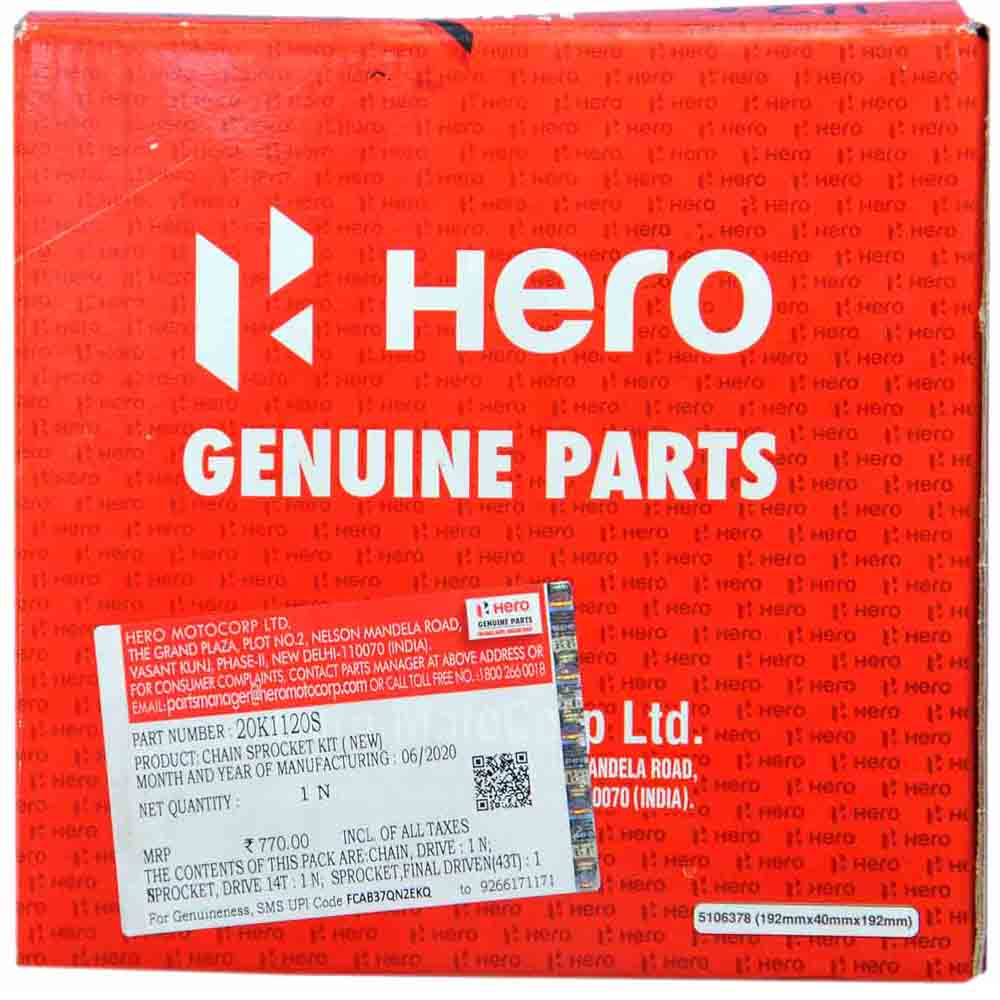 Hero
GENUINE PARTS
HERO MOTOCORP LTD.
THE GRAND PLAZA, PLOT NO.2, NELSON MANDELA ROAD,
VASANT KUNJ, PHASE-II, NEW DELHI-110070 (INDIA).
FOR CONSUMER COMPLAINTS, CONTACT PARTS MANAGER AT ABOVE ADDRESS OR
EMAIL:partsmanager@heromotocorp.com OR CALL TOLL FREE NO.:1800 266 0018
Hero
GENUINE PARTS
PART NUMBER : 20K1120S
PRODUCT: CHAIN SPROCKET KIT ( NEW)
MONTH AND YEAR OF MANUFACTURING : 06/2020
NET QUANTITY : 1 N
MRP ₹ 770.00 INCL. OF ALL TAXES
THE CONTENTS OF THIS PACK ARE:CHAIN, DRIVE : 1 N;
SPROCKET, DRIVE 14T : 1 N; SPROCKET,FINAL DRIVEN(43T) : 1
For Genuineness, SMS UPI Code FCAB37QN2EKQ to 9266171171
p Ltd.
ANDELA ROAD,
0070 (INDIA).
5106378 (192mmx40mmx192mm)